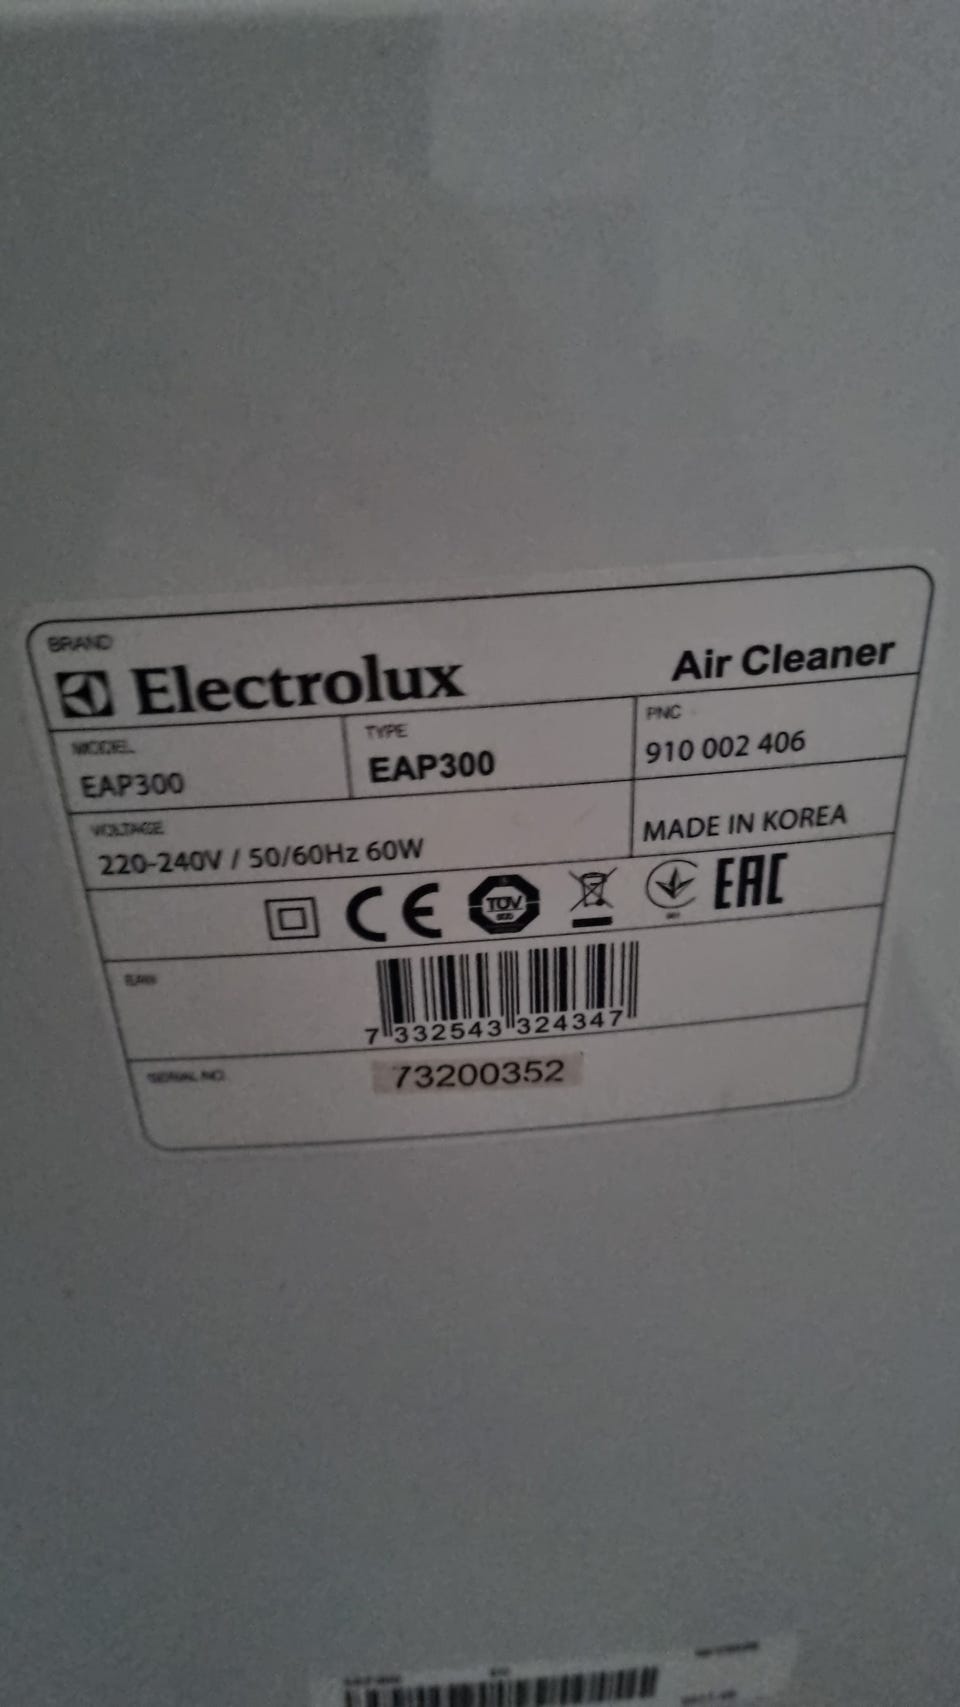 BRAND
Electrolux
Air Cleaner
MODEL
EAP300
TYPE
EAP300
PNC
910 002 406
VOLTAGE
220-240V / 50/60Hz 60W
MADE IN KOREA
CE
TÜV
EAC
EAN
7 332543 324347
SERIAL NO.
73200352